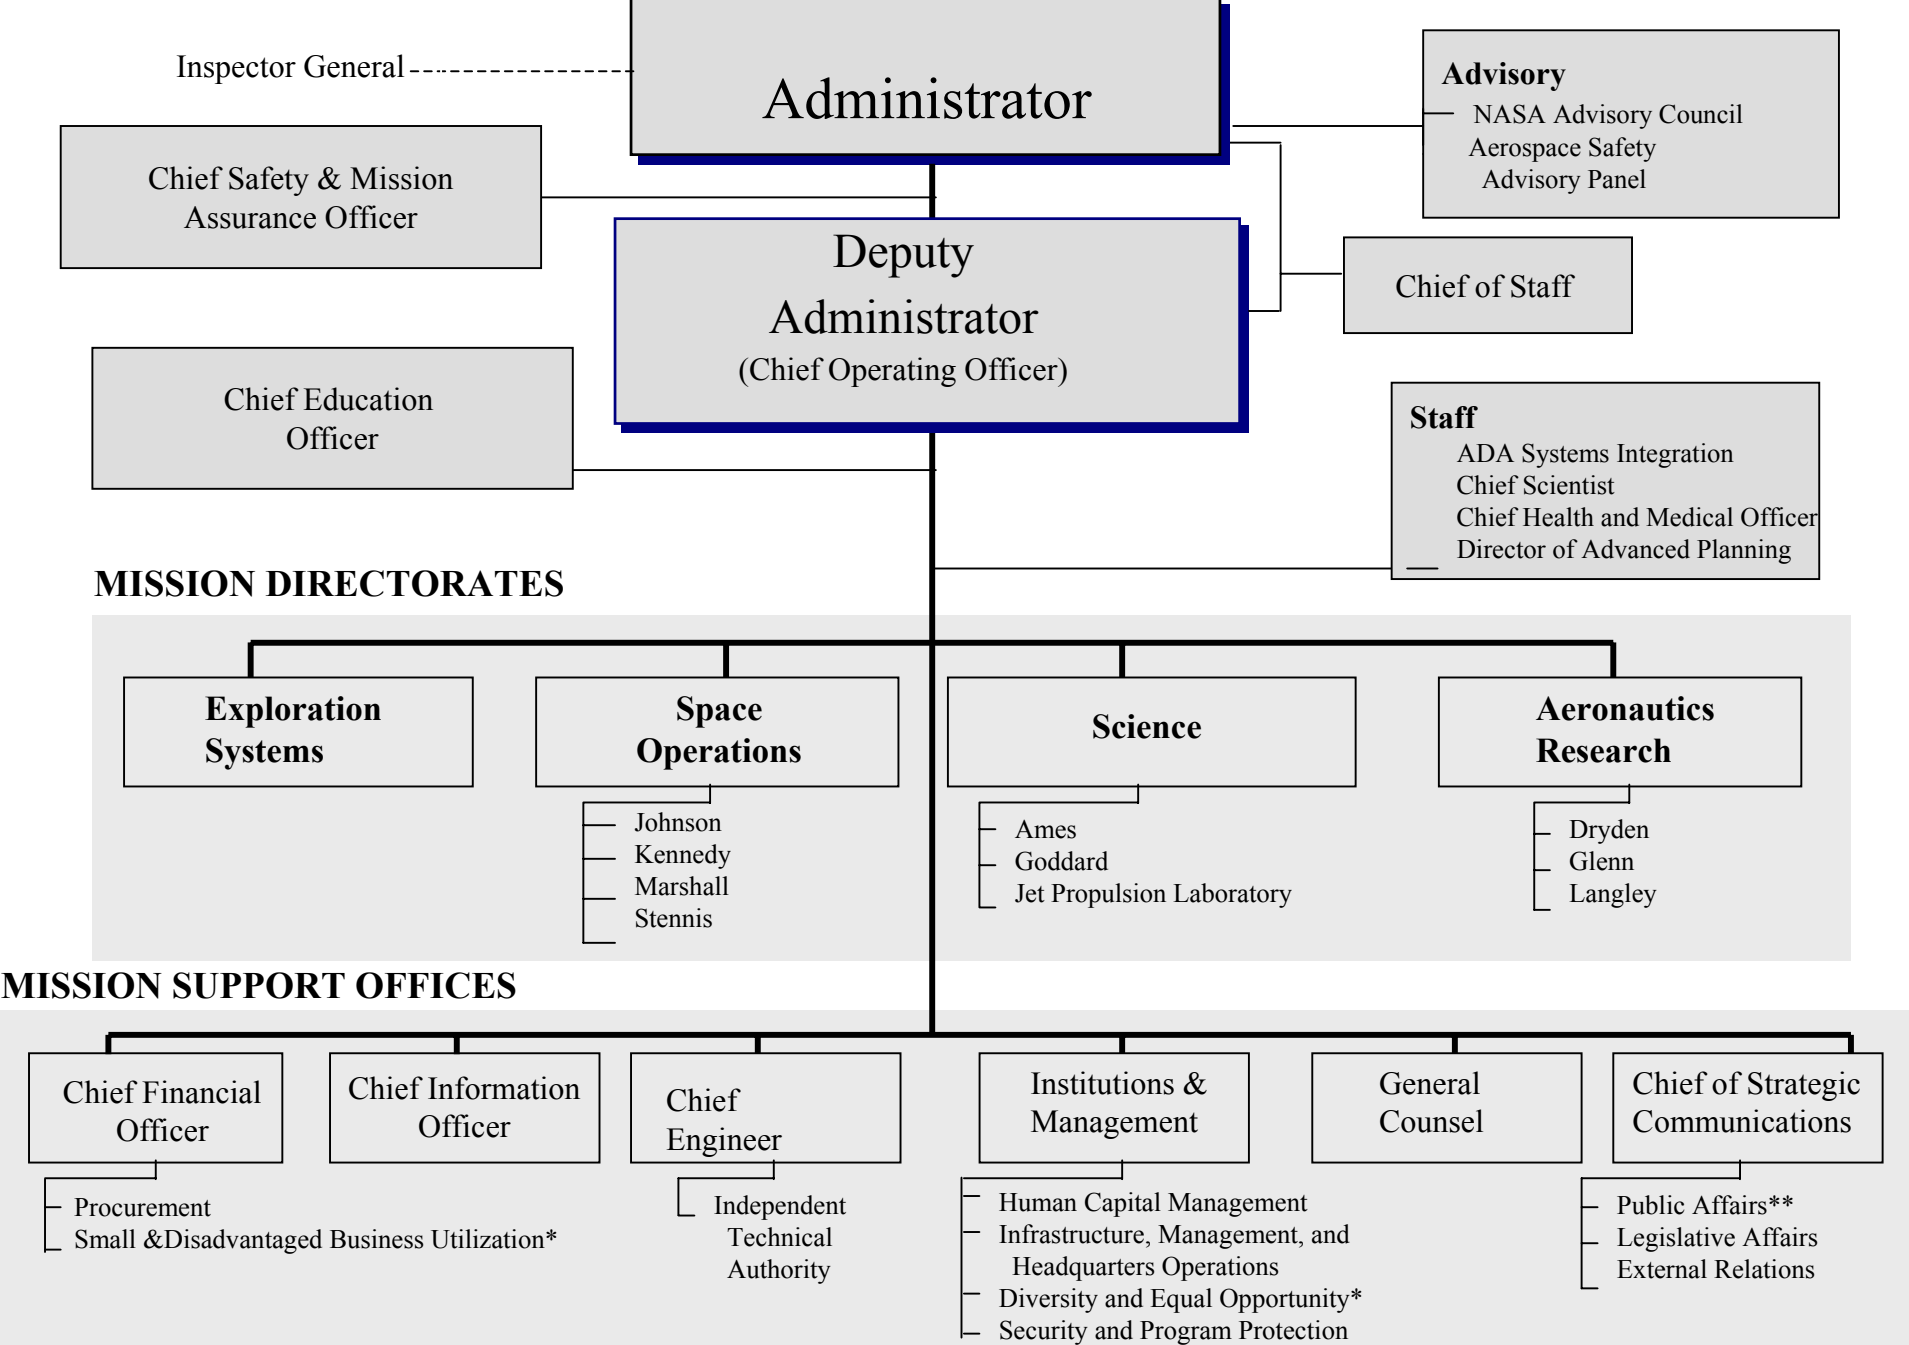 Inspector General
Administrator
Advisory
NASA Advisory Council
Aerospace Safety
Advisory Panel
Chief Safety & Mission
Assurance Officer
Deputy
Administrator
(Chief Operating Officer)
Chief of Staff
Chief Education
Officer
Staff
ADA Systems Integration
Chief Scientist
Chief Health and Medical Officer
Director of Advanced Planning
MISSION DIRECTORATES
Exploration
Systems
Space
Operations
Johnson
Kennedy
Marshall
Stennis
Science
Ames
Goddard
Jet Propulsion Laboratory
Aeronautics
Research
Dryden
Glenn
Langley
MISSION SUPPORT OFFICES
Chief Financial
Officer
Procurement
Small &Disadvantaged Business Utilization*
Chief Information
Officer
Chief
Engineer
Independent
Technical
Authority
Institutions &
Management
Human Capital Management
Infrastructure, Management, and
Headquarters Operations
Diversity and Equal Opportunity*
Security and Program Protection
General
Counsel
Chief of Strategic
Communications
Public Affairs**
Legislative Affairs
External Relations